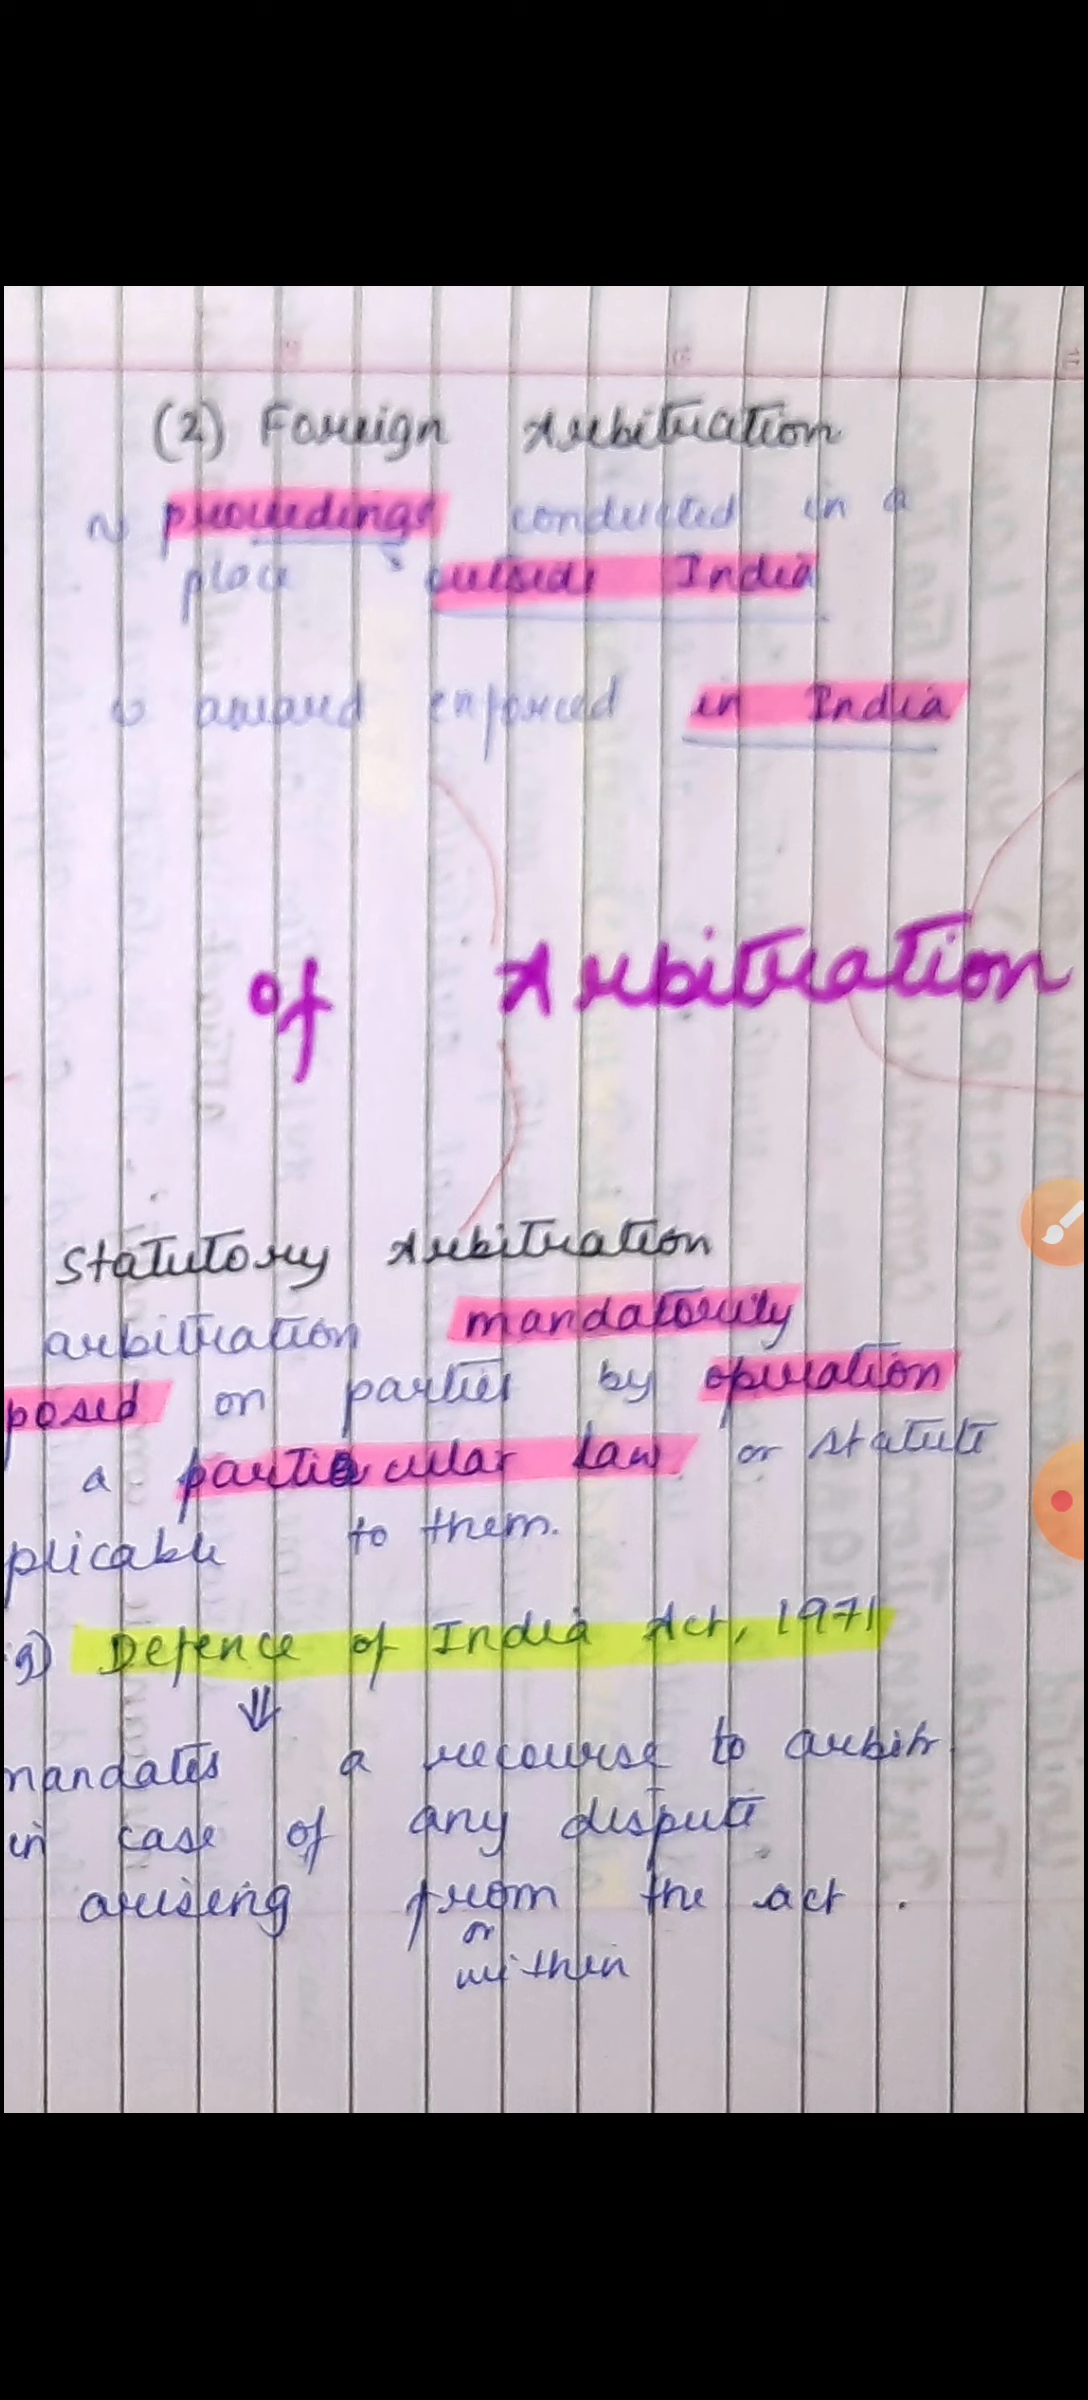 (2) Foreign Arbitration
proceedings conducted in a
place outside India
award enforced in India
of Arbitration
Statutory Arbitration
arbitration mandatorily
posed on parties by operation
a particular law or statute
plicable to them.
g) Defence of India Act, 1971
mandates a recourse to arbitr
in case of any dispute
arising from the act.
or
within